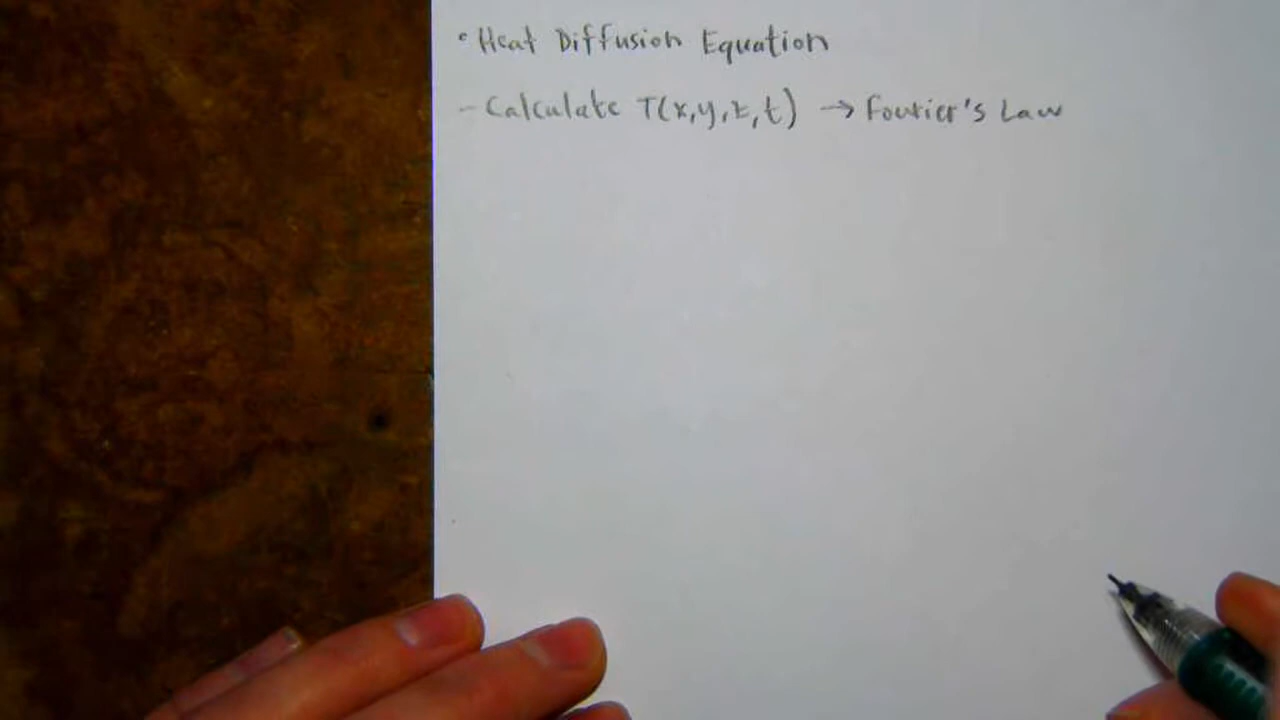 • Heat Diffusion Equation
- Calculate T(x,y,z,t) → Fourier's Law